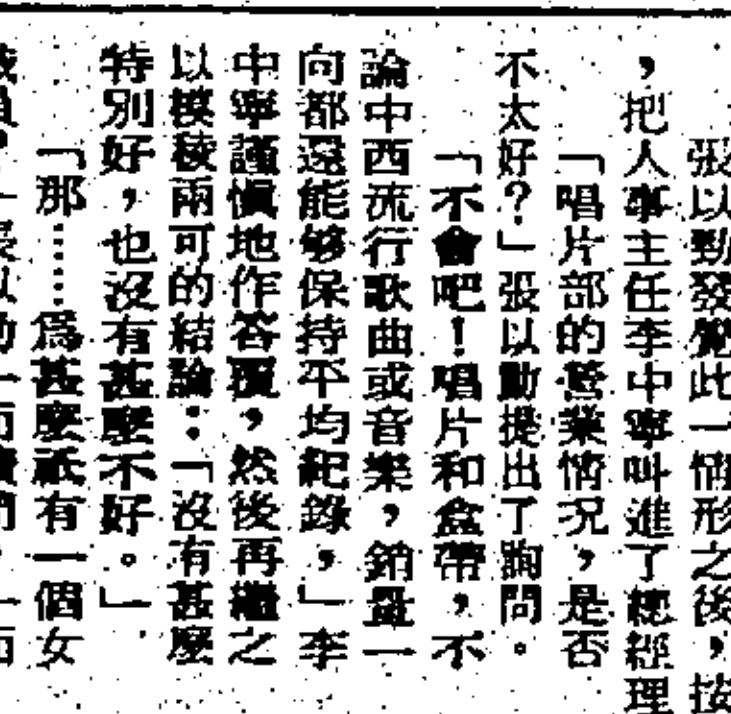 張以勁發覺此一情形之後，按
，把人事主任李中寧叫進了總經理
「唱片部的營業情況，是否
不太好？」張以勁提出了詢問。
「不會吧！唱片和盒帶，不
論中西流行歌曲或音樂，銷量一
向都還能够保持平均紀錄，」李
中寧謹慎地作答覆，然後再繼之
以模稜兩可的結論：「沒有甚麼
特別好，也沒有甚麼不好。」
「那……爲甚麼祇有一個女